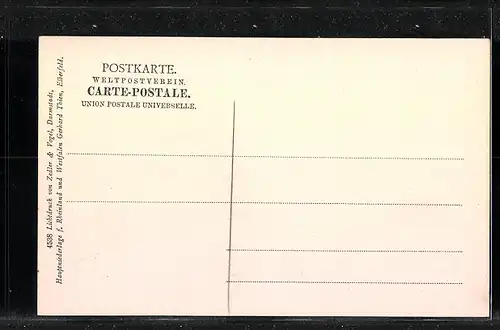 POSTKARTE.
WELTPOSTVEREIN.
CARTE-POSTALE.
UNION POSTALE UNIVERSELLE.
4538 Lichtdruck von Zedler & Vogel, Darmstadt,
Hauptniederlage f. Rheinland und Westfalen Gerhard Thien, Elberfeld.